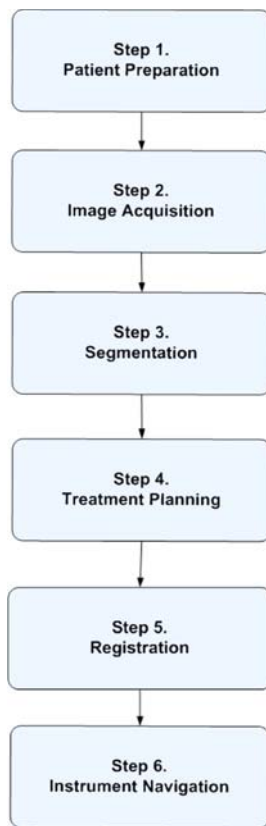 Step 1.
Patient Preparation
Step 2.
Image Acquisition
Step 3.
Segmentation
Step 4.
Treatment Planning
Step 5.
Registration
Step 6.
Instrument Navigation